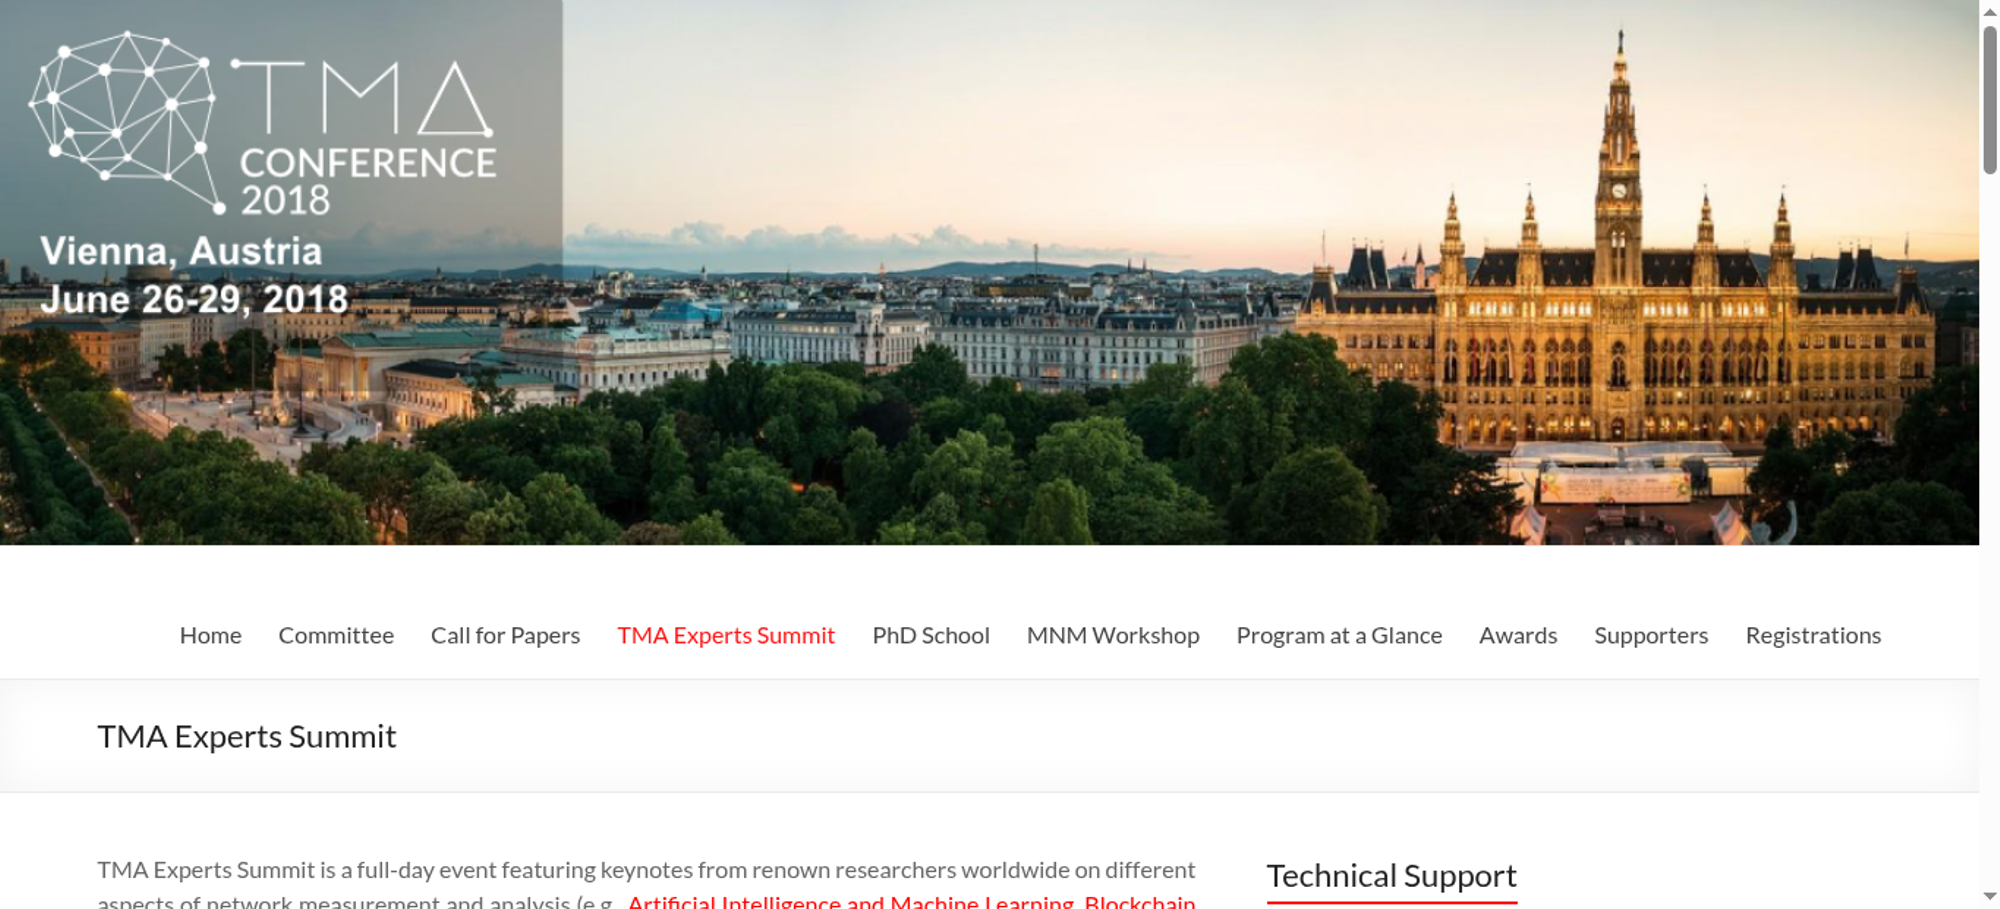 TMA
CONFERENCE
2018
Vienna, Austria
June 26-29, 2018
Home Committee Call for Papers TMA Experts Summit PhD School MNM Workshop Program at a Glance Awards Supporters Registrations
TMA Experts Summit
TMA Experts Summit is a full-day event featuring keynotes from renown researchers worldwide on different
aspects of network measurement and analysis (e.g., Artificial Intelligence and Machine Learning, Blockchain
Technical Support